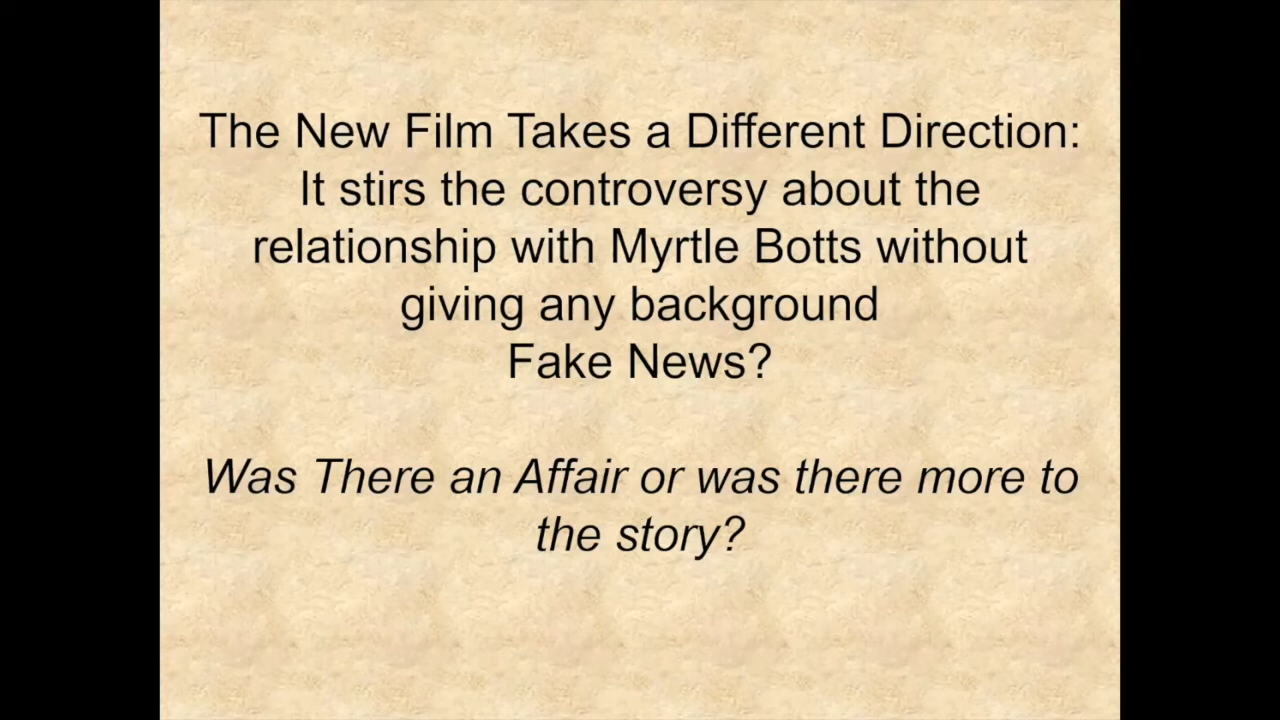 The New Film Takes a Different Direction:
It stirs the controversy about the
relationship with Myrtle Botts without
giving any background
Fake News?
Was There an Affair or was there more to
the story?